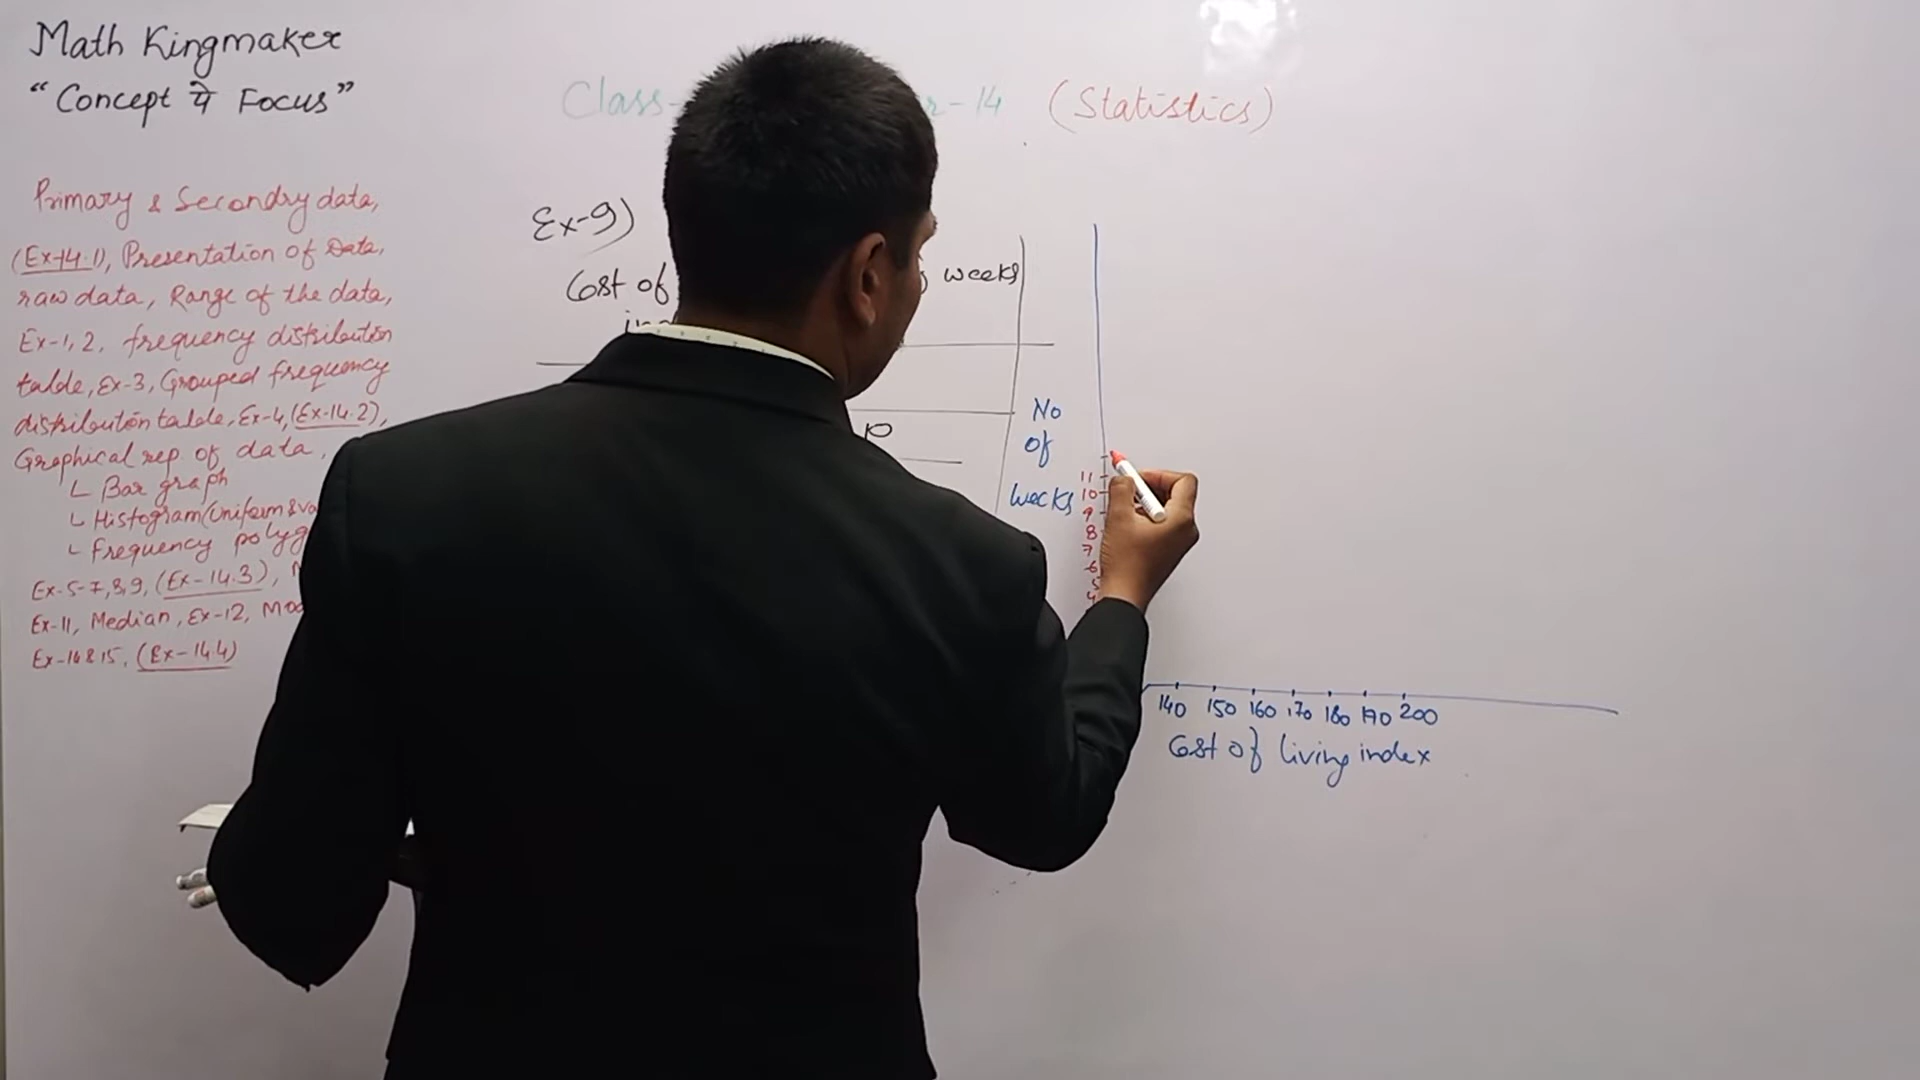 Math Kingmaker
“Concept पे Focus”
Class- -14 (Statistics)
Primary & Secondry data,
(Ex-14.1), Presentation of Data,
raw data, Range of the data,
Ex-1, 2, frequency distribution
table, Ex-3, Grouped frequency
distribution table, Ex-4, (Ex-14.2),
Graphical rep. of data,
Bar graph
Histogram (Uniform &
Frequency
Ex-5-7, 8, 9, (Ex-14.3),
Ex-11, Median, Ex-12,
Ex-14 & 15, (Ex-14.4)
Ex-9)
Cost of weeks
10
No
of
weeks
11
10
9
8
7
6
5
4
140 150 160 170 180 190 200
Cost of living index